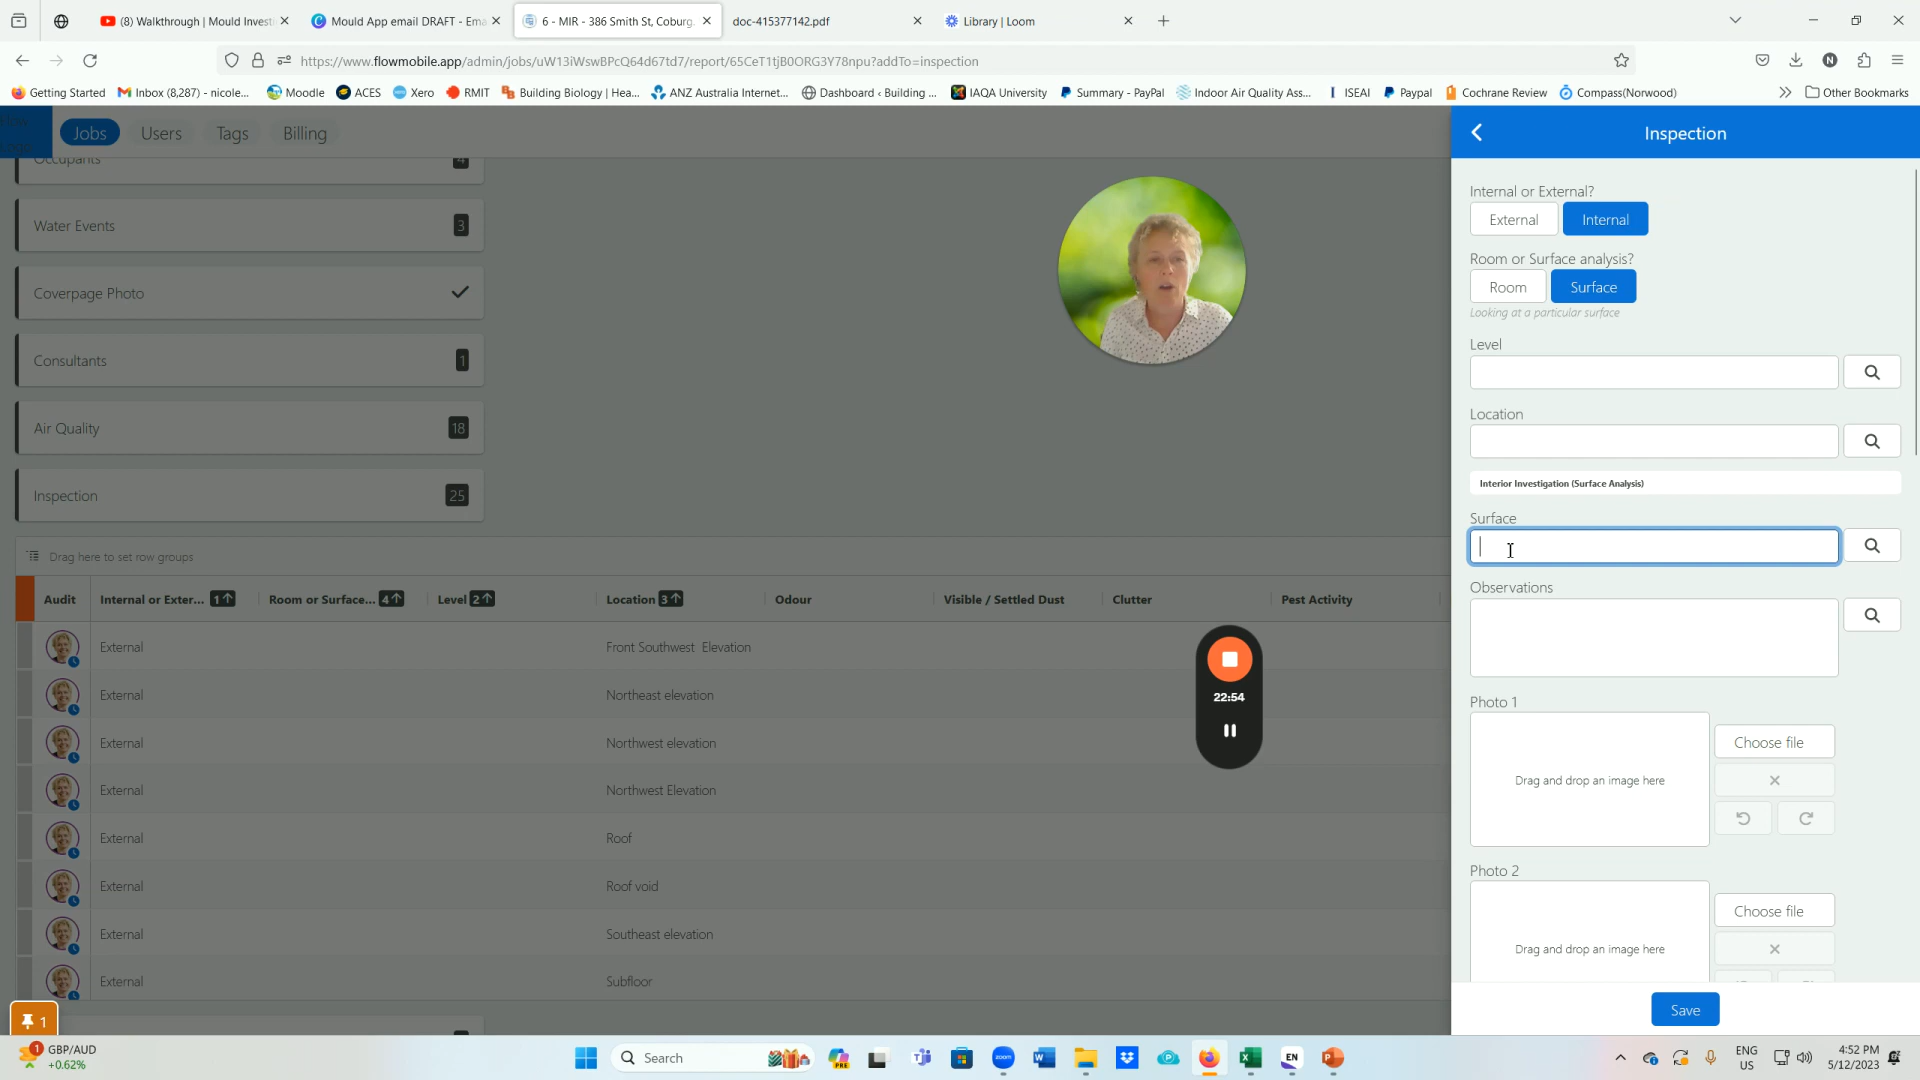 (8) Walkthrough | Mould Investi
Mould App email DRAFT - Ema
6 - MIR - 386 Smith St, Coburg,
doc-415377142.pdf
Library | Loom
https://www.flowmobile.app/admin/jobs/uW13iWswBPcQ64d67td7/report/65CeT1tjB0ORG3Y78npu?addTo=inspection
N
Getting Started
Inbox (8,287) - nicole...
Moodle
ACES
Xero
RMIT
Building Biology | Hea...
ANZ Australia Internet...
Dashboard ‹ Building ...
IAQA University
Summary - PayPal
Indoor Air Quality Ass...
ISEAI
Paypal
Cochrane Review
Compass(Norwood)
Other Bookmarks
Jobs
Users
Tags
Billing
Inspection
Occupants
4
Water Events
3
Coverpage Photo
Consultants
1
Air Quality
18
Inspection
25
Drag here to set row groups
Audit
Internal or Exter... 1
Room or Surface... 4
Level 2
Location 3
Odour
Visible / Settled Dust
Clutter
Pest Activity
External
Front Southwest Elevation
External
Northeast elevation
External
Northwest elevation
External
Northwest Elevation
External
Roof
External
Roof void
External
Southeast elevation
External
Subfloor
22:54
Internal or External?
External
Internal
Room or Surface analysis?
Room
Surface
Looking at a particular surface
Level
Location
Interior Investigation (Surface Analysis)
Surface
Observations
Photo 1
Drag and drop an image here
Choose file
Photo 2
Drag and drop an image here
Choose file
Save
1
1
GBP/AUD
+0.62%
Search
PRE
zoom
EN
ENG
US
4:52 PM
5/12/2023